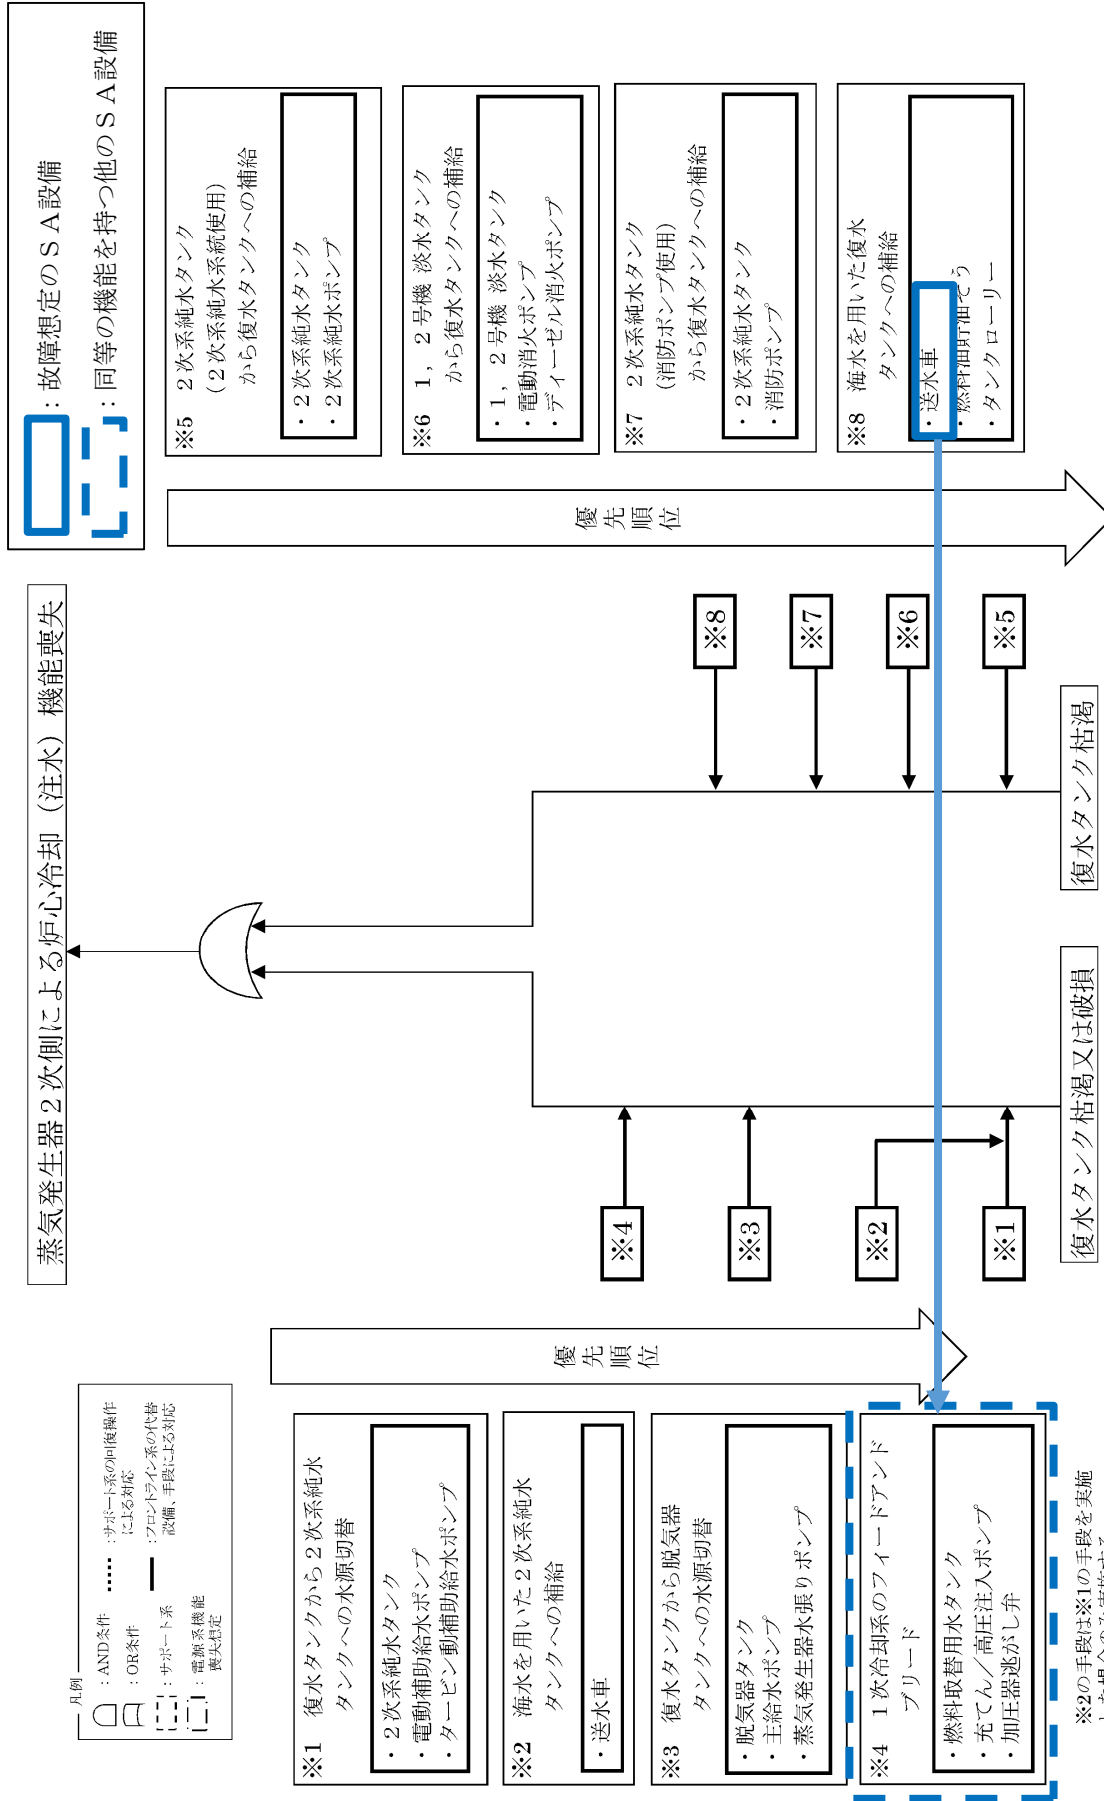 凡例
：AND条件
：OR条件
：サポート系
：電源系機能
喪失想定
：サポート系の回復操作
による対応
：フロントライン系の代替
設備、手段による対応
蒸気発生器２次側による炉心冷却（注水）機能喪失
：故障想定のＳＡ設備
：同等の機能を持つ他のＳＡ設備
※1 復水タンクから２次系純水
タンクへの水源切替
・２次系純水タンク
・電動補助給水ポンプ
・タービン動補助給水ポンプ
※2 海水を用いた２次系純水
タンクへの補給
・送水車
※3 復水タンクから脱気器
タンクへの水源切替
・脱気器タンク
・主給水ポンプ
・蒸気発生器水張りポンプ
※4 １次冷却系のフィードアンド
ブリード
・燃料取替用水タンク
・充てん／高圧注入ポンプ
・加圧器逃がし弁
※2の手段は※1の手段を実施
優先順位
※4
※3
※2
※1
復水タンク枯渇又は破損
※8
※7
※6
※5
復水タンク枯渇
優先順位
※5 ２次系純水タンク
（２次系純水系統使用）
から復水タンクへの補給
・２次系純水タンク
・２次系純水ポンプ
※6 １，２号機 淡水タンク
から復水タンクへの補給
・１，２号機 淡水タンク
・電動消火ポンプ
・ディーゼル消火ポンプ
※7 ２次系純水タンク
（消防ポンプ使用）
から復水タンクへの補給
・２次系純水タンク
・消防ポンプ
※8 海水を用いた復水
タンクへの補給
・送水車
・燃料油貯油そう
・タンクローリー